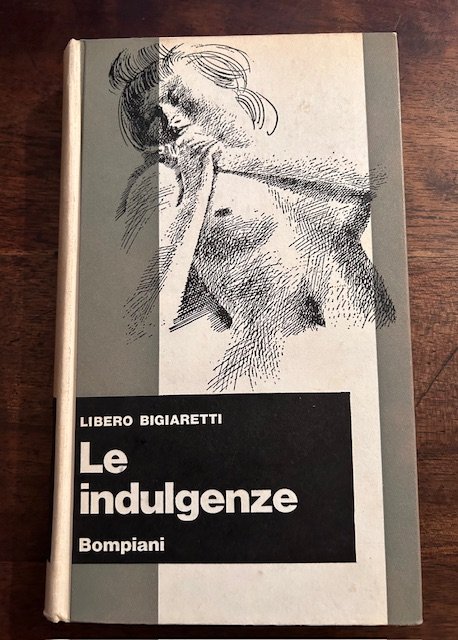 LIBERO BIGIARETTI
Le
indulgenze
Bompiani